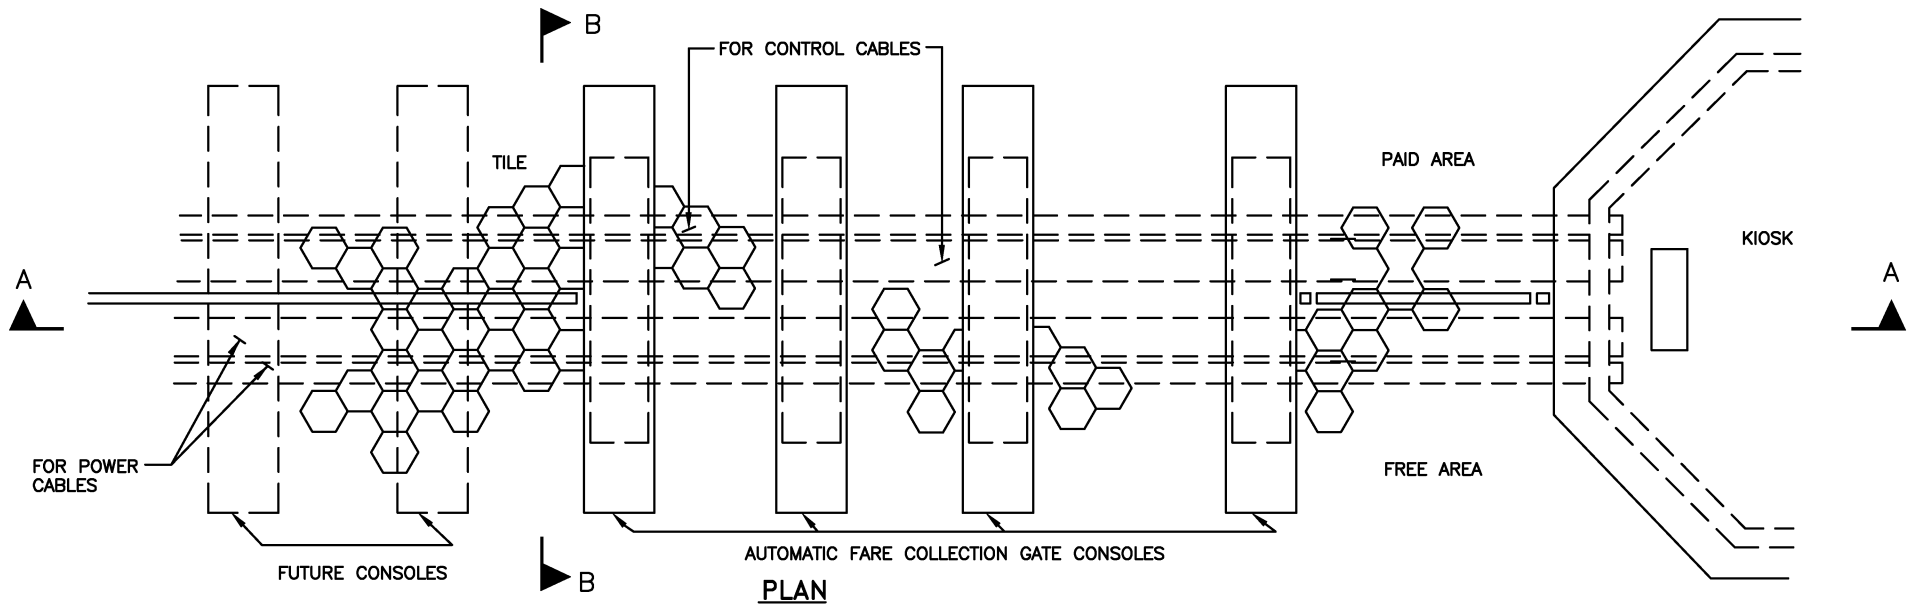 B
FOR CONTROL CABLES
TILE
PAID AREA
KIOSK
A
A
FOR POWER
CABLES
FREE AREA
AUTOMATIC FARE COLLECTION GATE CONSOLES
FUTURE CONSOLES
B
PLAN